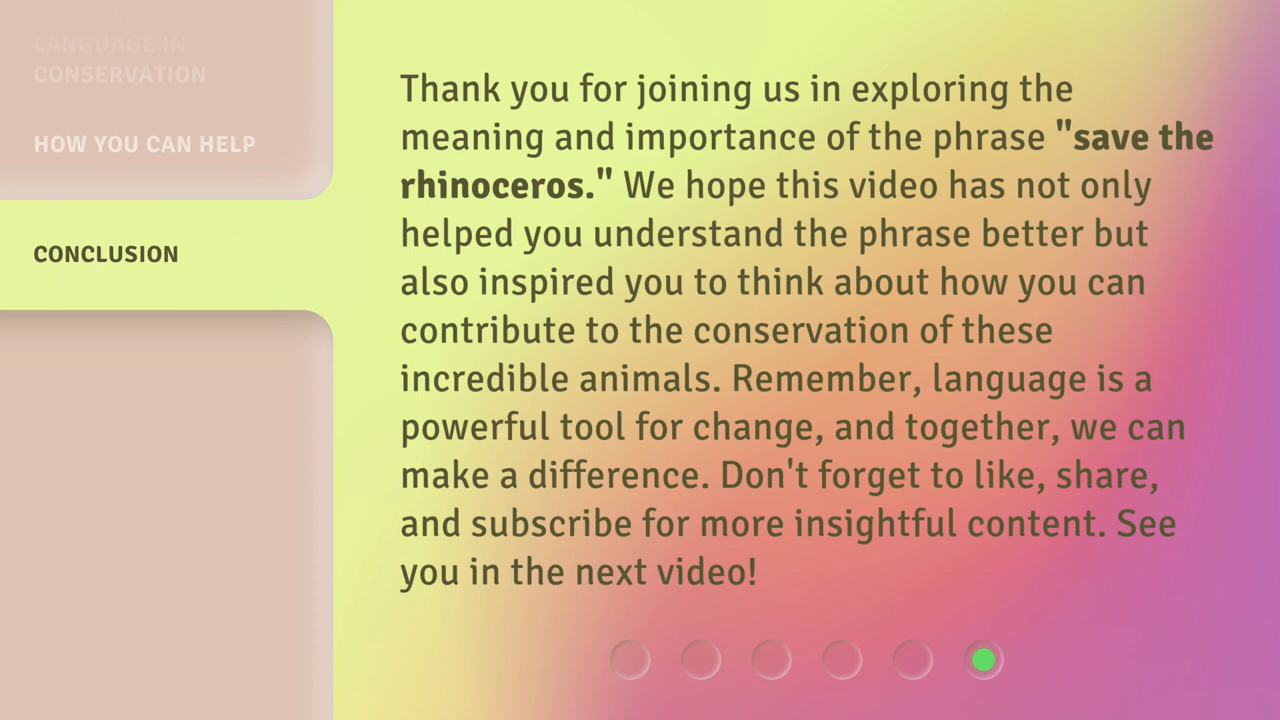 LANGUAGE IN
CONSERVATION
HOW YOU CAN HELP
CONCLUSION
Thank you for joining us in exploring the
meaning and importance of the phrase "save the
rhinoceros." We hope this video has not only
helped you understand the phrase better but
also inspired you to think about how you can
contribute to the conservation of these
incredible animals. Remember, language is a
powerful tool for change, and together, we can
make a difference. Don't forget to like, share,
and subscribe for more insightful content. See
you in the next video!